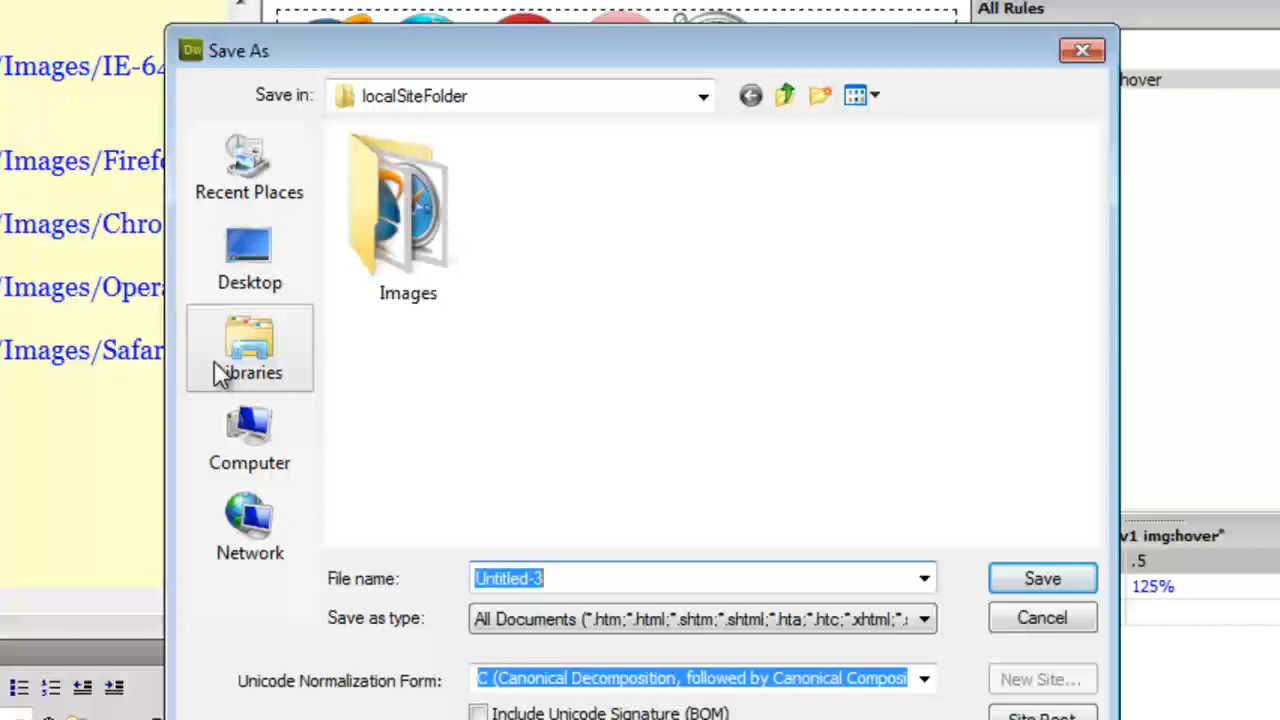 All Rules
Dw Save As
/Images/IE-64
Save in: localSiteFolder
hover
/Images/Firefo
Recent Places
/Images/Chro
Desktop
/Images/Opera
Images
/Images/Safar
Libraries
Computer
Network
v1 img:hover"
.5
125%
File name: Untitled-3 Save
Save as type: All Documents (*.htm;*.html;*.shtm;*.shtml;*.hta;*.htc;*.xhtml;*.: Cancel
Unicode Normalization Form: C (Canonical Decomposition, followed by Canonical Composi New Site...
Include Unicode Signature (BOM) Site Root